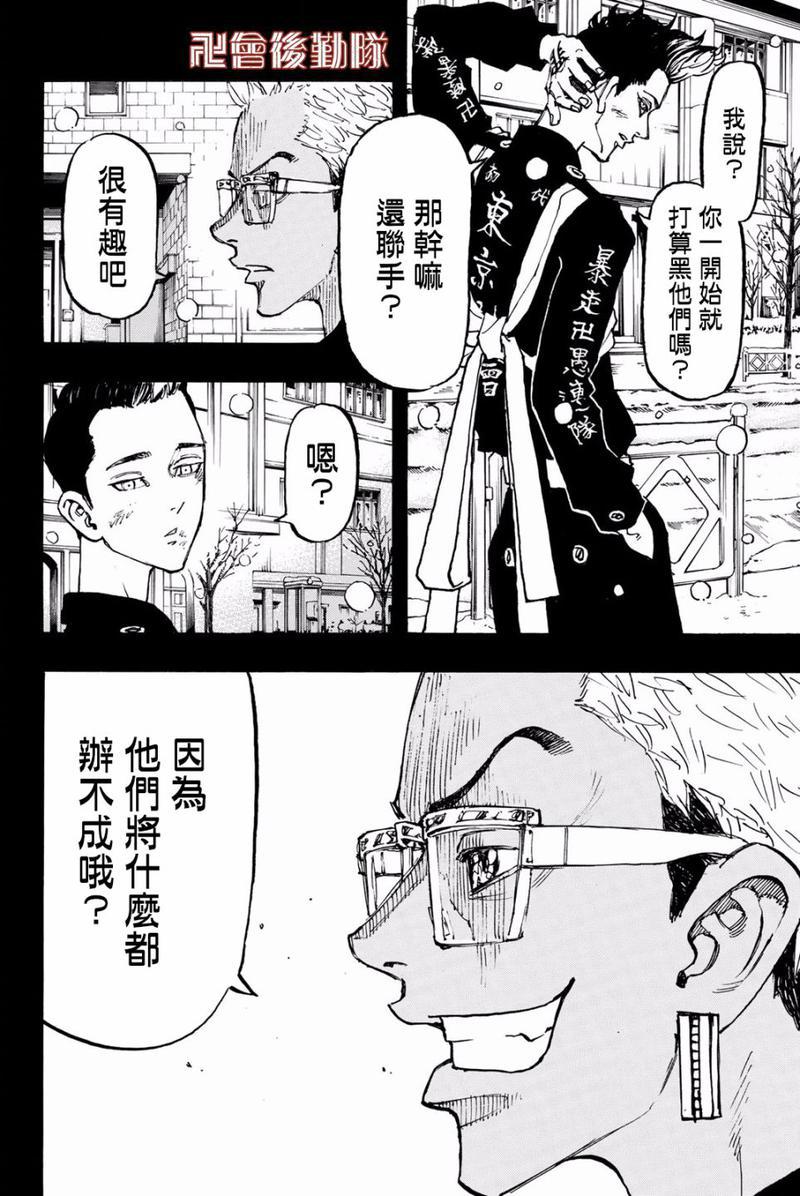 卍會後勤隊
我說？
你一開始就
打算黑他們嗎？
那幹嘛
還聯手？
很有趣吧
嗯？
因為
他們將什麼都
辦不成哦？
東京
暴走卍愚連隊